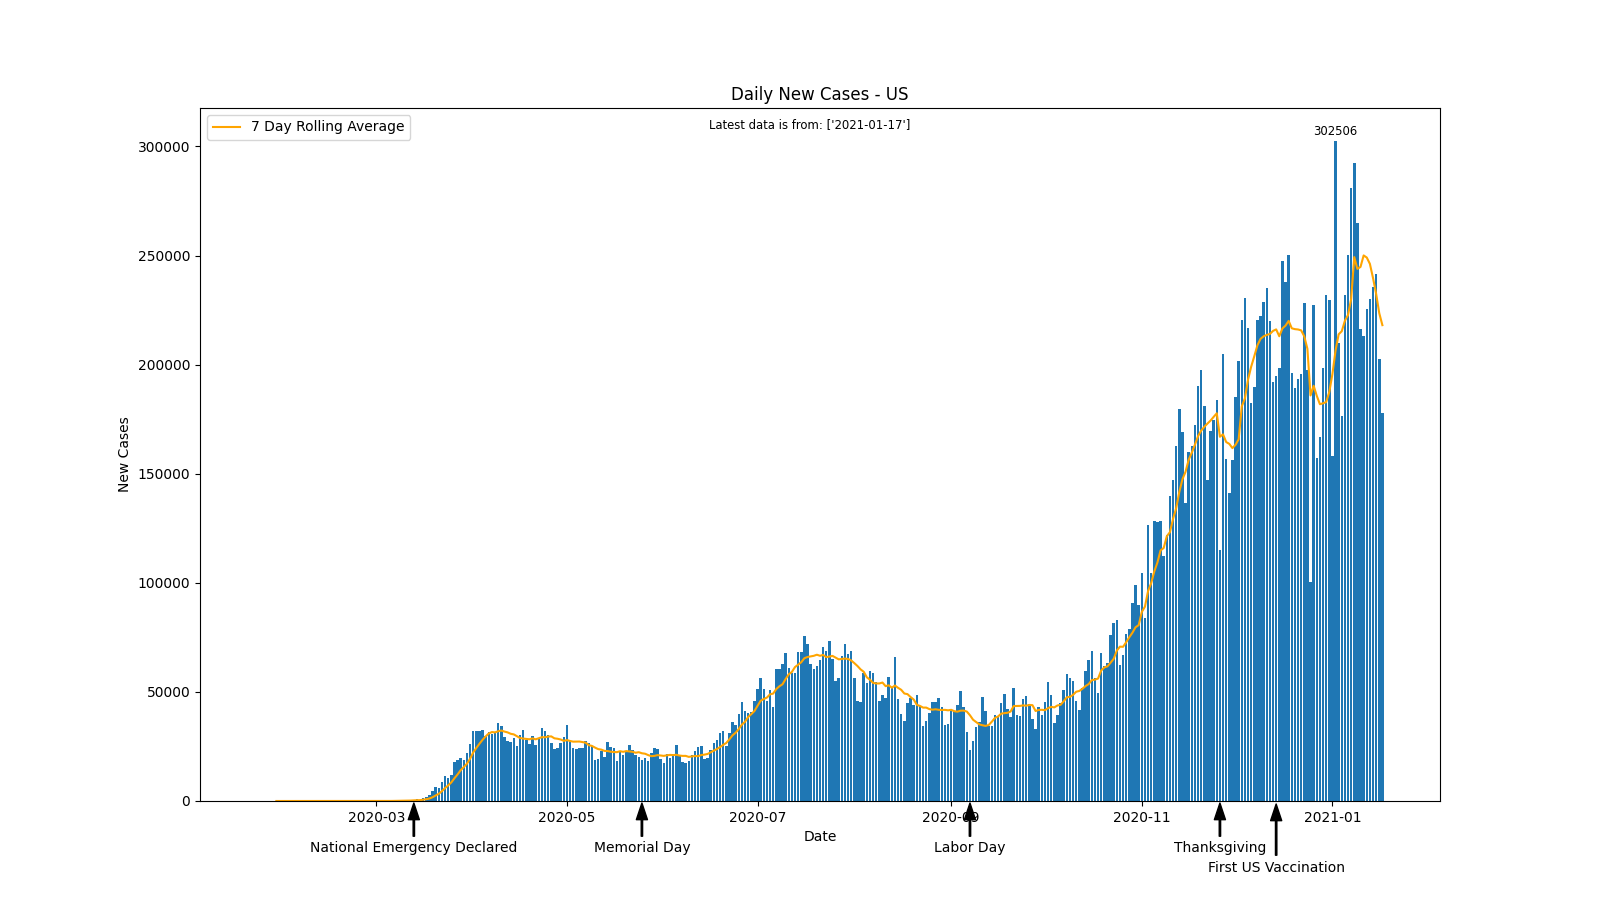 Daily New Cases - US
7 Day Rolling Average
Latest data is from: ['2021-01-17']
302506
300000
250000
200000
150000
100000
50000
0
New Cases
2020-03
2020-05
2020-07
2020-09
2020-11
2021-01
Date
National Emergency Declared
Memorial Day
Labor Day
Thanksgiving
First US Vaccination